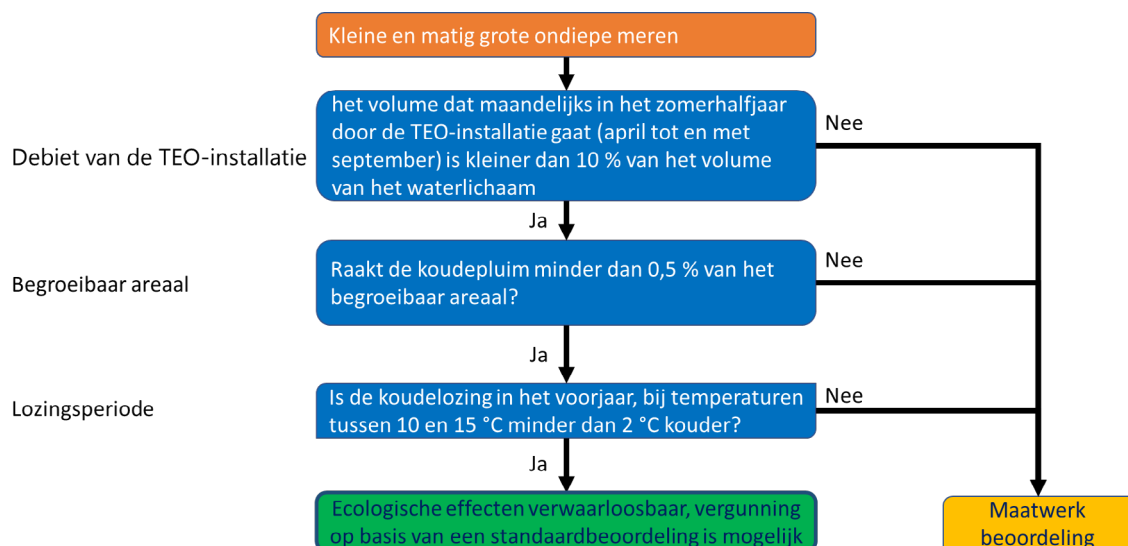 Kleine en matig grote ondiepe meren
het volume dat maandelijks in het zomerhalfjaar
door de TEO-installatie gaat (april tot en met
september) is kleiner dan 10 % van het volume
van het waterlichaam
Nee
Debiet van de TEO-installatie
Ja
Raakt de koudepluim minder dan 0,5 % van het
begroeibaar areaal?
Nee
Begroeibaar areaal
Ja
Is de koudelozing in het voorjaar, bij temperaturen
tussen 10 en 15 °C minder dan 2 °C kouder?
Nee
Lozingsperiode
Ja
Ecologische effecten verwaarloosbaar, vergunning
op basis van een standaardbeoordeling is mogelijk
Maatwerk
beoordeling